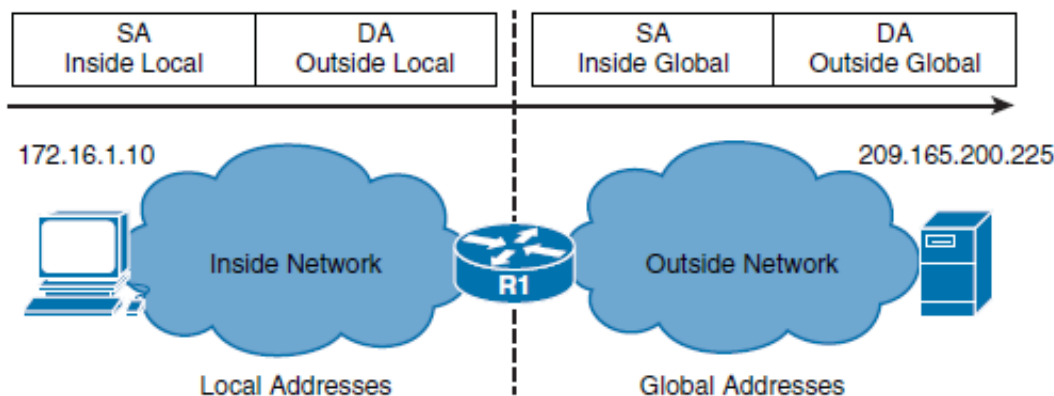 SA
Inside Local
DA
Outside Local
SA
Inside Global
DA
Outside Global
172.16.1.10
209.165.200.225
Inside Network
R1
Outside Network
Local Addresses
Global Addresses